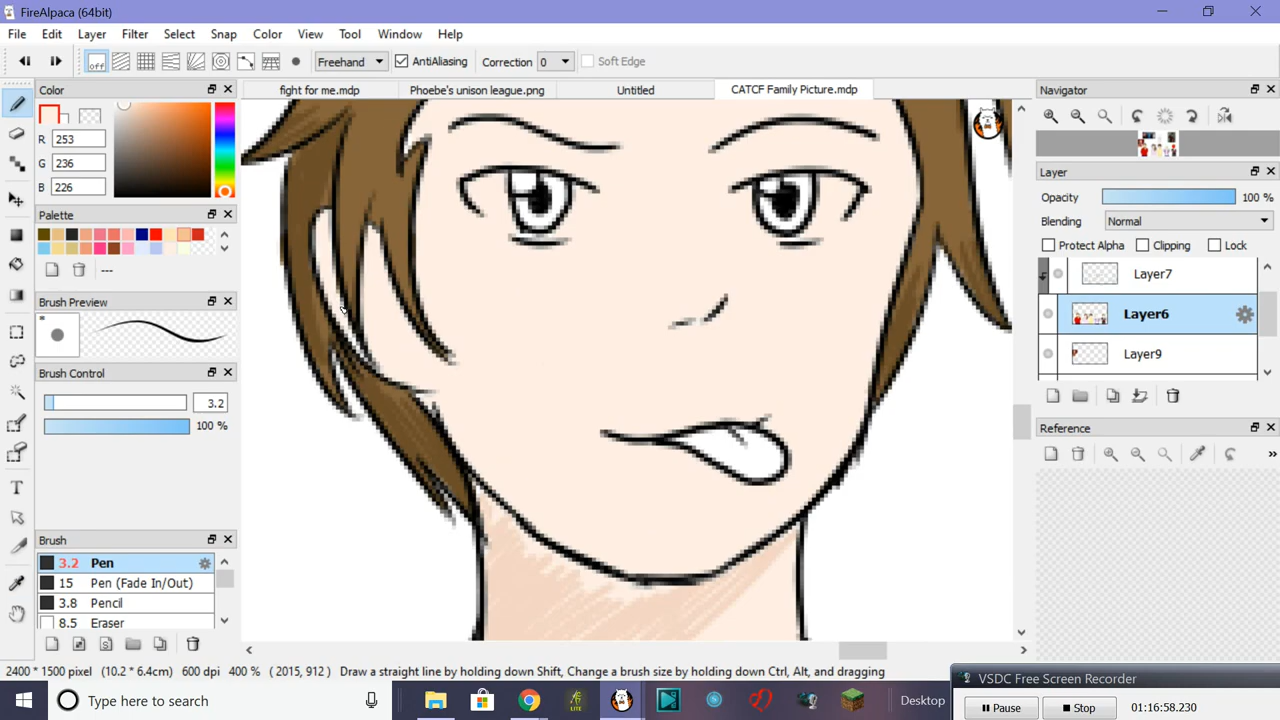 FireAlpaca (64bit)
File Edit Layer Filter Select Snap Color View Tool Window Help
off Freehand AntiAliasing Correction 0 Soft Edge
Color
fight for me.mdp Phoebe's unison league.png Untitled CATCF Family Picture.mdp
Navigator
R 253
G 236
B 226
Layer
Opacity 100 %
Palette
Blending Normal
Protect Alpha Clipping Lock
---
Layer7
Brush Preview
Layer6
Layer9
Brush Control
3.2
100 %
Reference
»
Brush
3.2 Pen
15 Pen (Fade In/Out)
3.8 Pencil
8.5 Eraser
2400 * 1500 pixel (10.2 * 6.4cm) 600 dpi 400 % ( 2015, 912 ) Draw a straight line by holding down Shift, Change a brush size by holding down Ctrl, Alt, and dragging
VSDC Free Screen Recorder
Type here to search
LITE
Desktop
Pause Stop 01:16:58.230